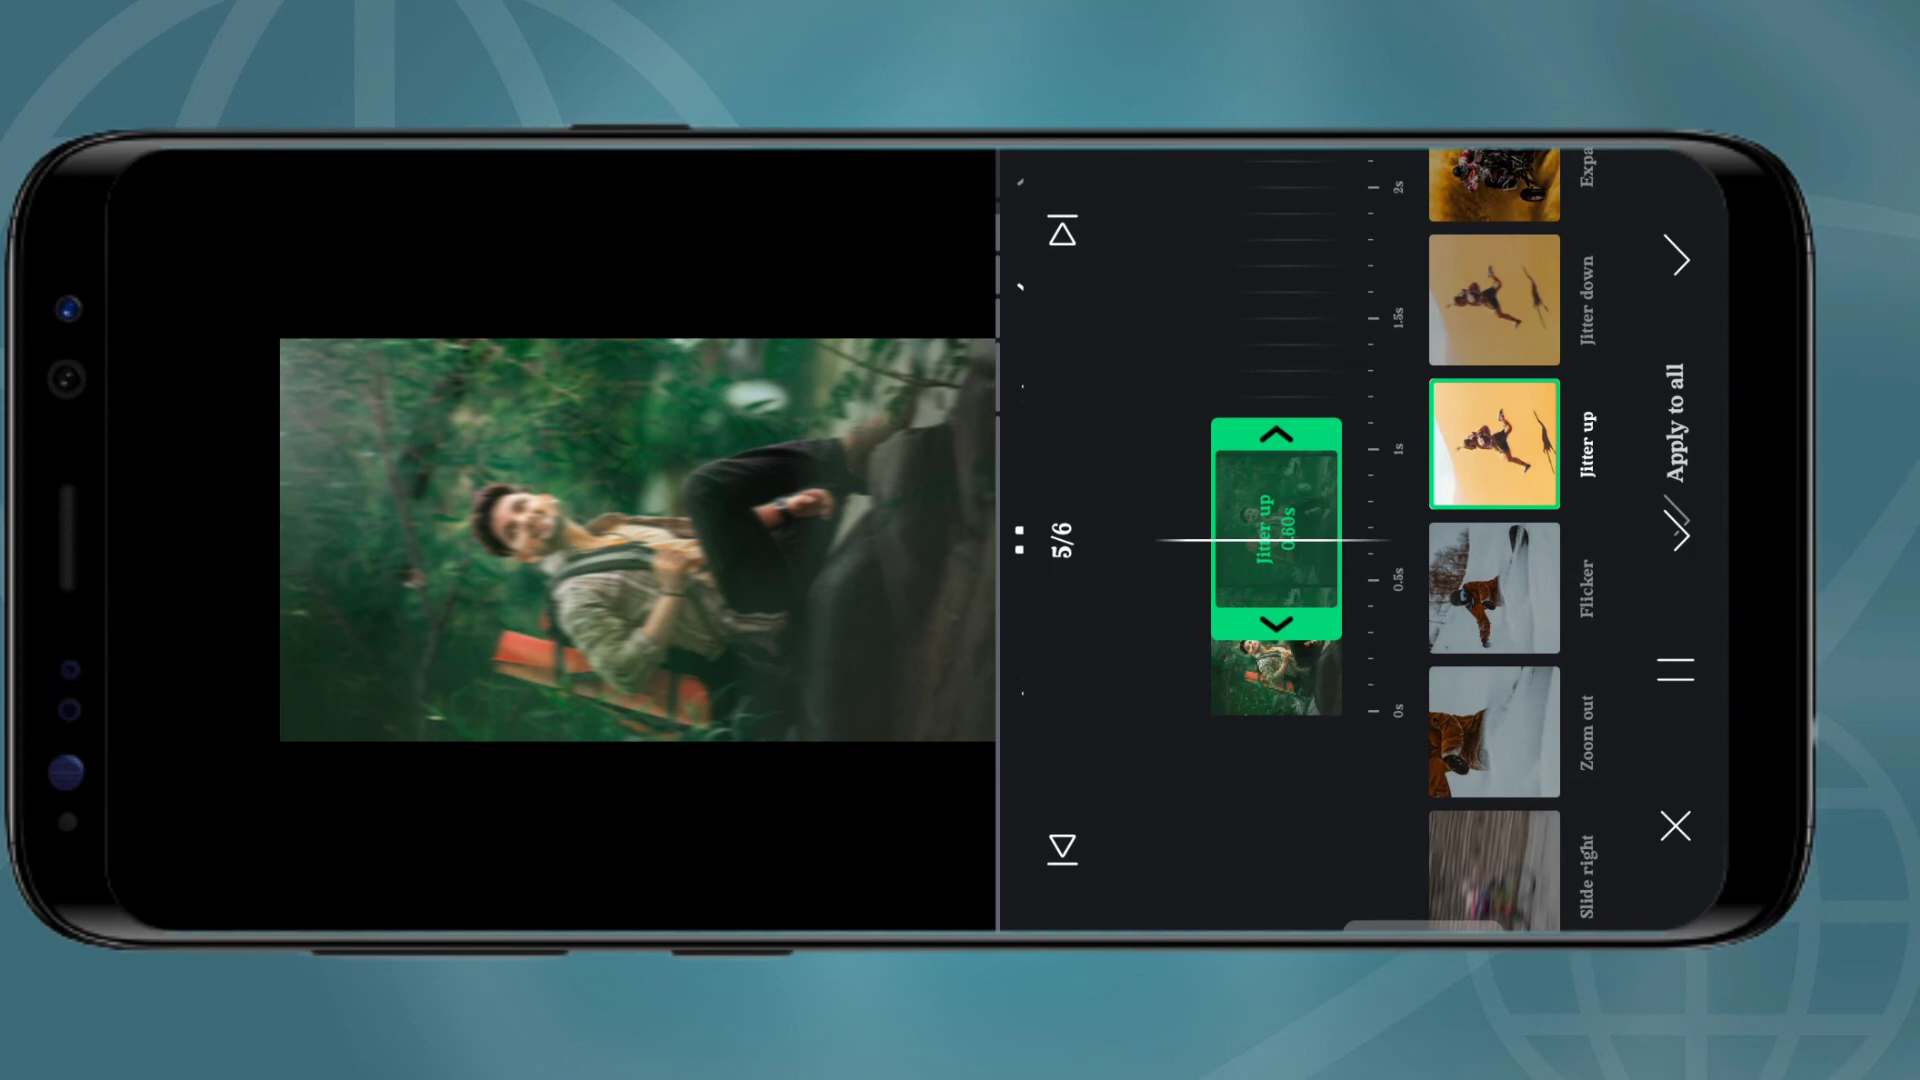 5/6
Jitter up
0.60s
0s
0.5s
1s
1.5s
2s
Slide right
Zoom out
Flicker
Jitter up
Jitter down
Expa
Apply to all